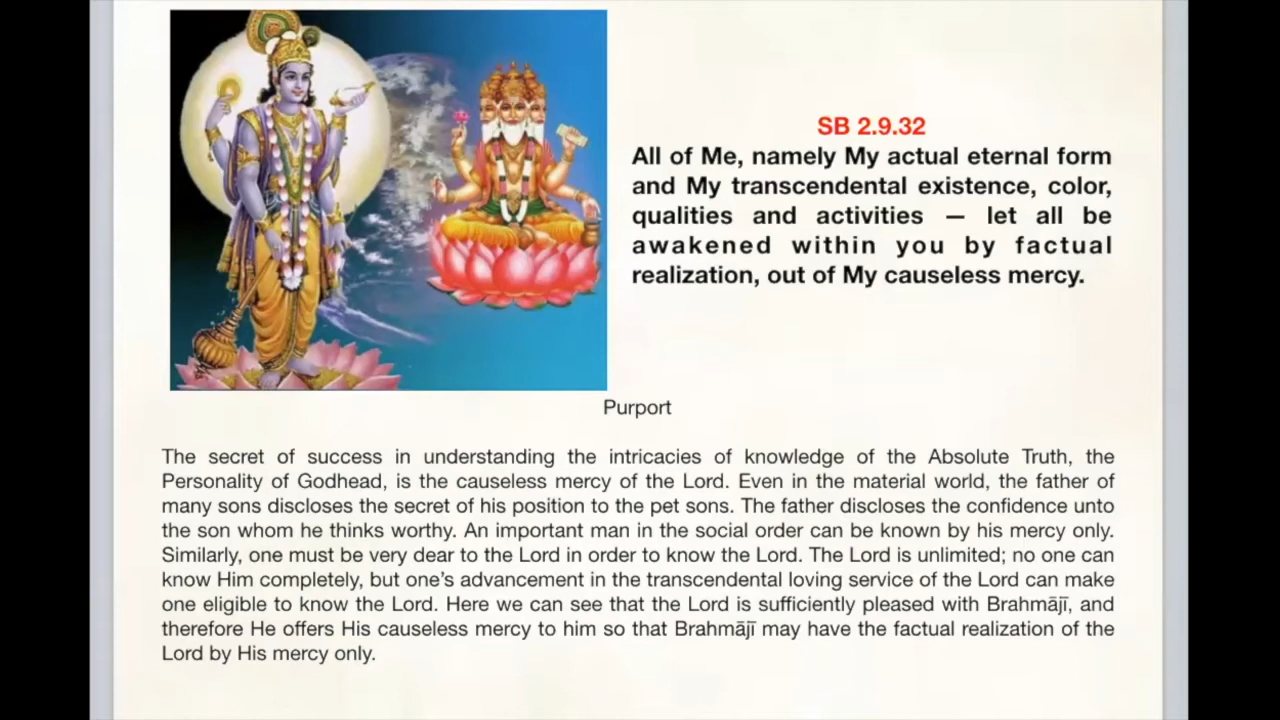 SB 2.9.32
All of Me, namely My actual eternal form
and My transcendental existence, color,
qualities and activities — let all be
awakened within you by factual
realization, out of My causeless mercy.
Purport
The secret of success in understanding the intricacies of knowledge of the Absolute Truth, the
Personality of Godhead, is the causeless mercy of the Lord. Even in the material world, the father of
many sons discloses the secret of his position to the pet sons. The father discloses the confidence unto
the son whom he thinks worthy. An important man in the social order can be known by his mercy only.
Similarly, one must be very dear to the Lord in order to know the Lord. The Lord is unlimited; no one can
know Him completely, but one’s advancement in the transcendental loving service of the Lord can make
one eligible to know the Lord. Here we can see that the Lord is sufficiently pleased with Brahmājī, and
therefore He offers His causeless mercy to him so that Brahmājī may have the factual realization of the
Lord by His mercy only.